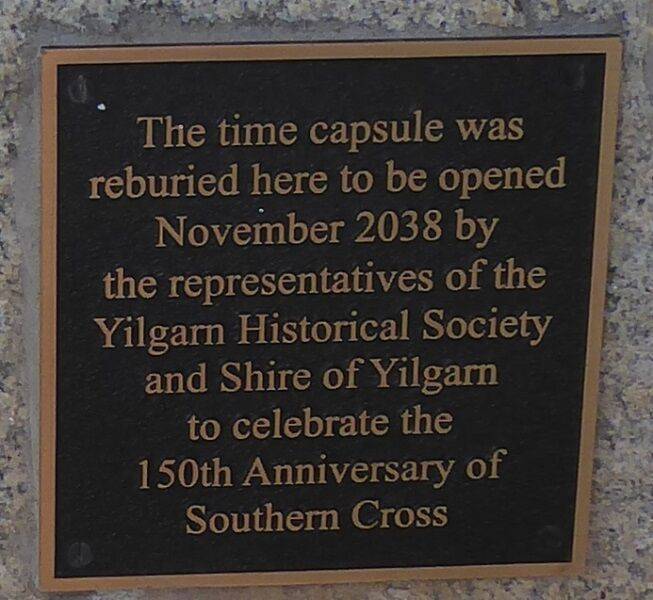 The time capsule was
reburied here to be opened
November 2038 by
the representatives of the
Yilgarn Historical Society
and Shire of Yilgarn
to celebrate the
150th Anniversary of
Southern Cross